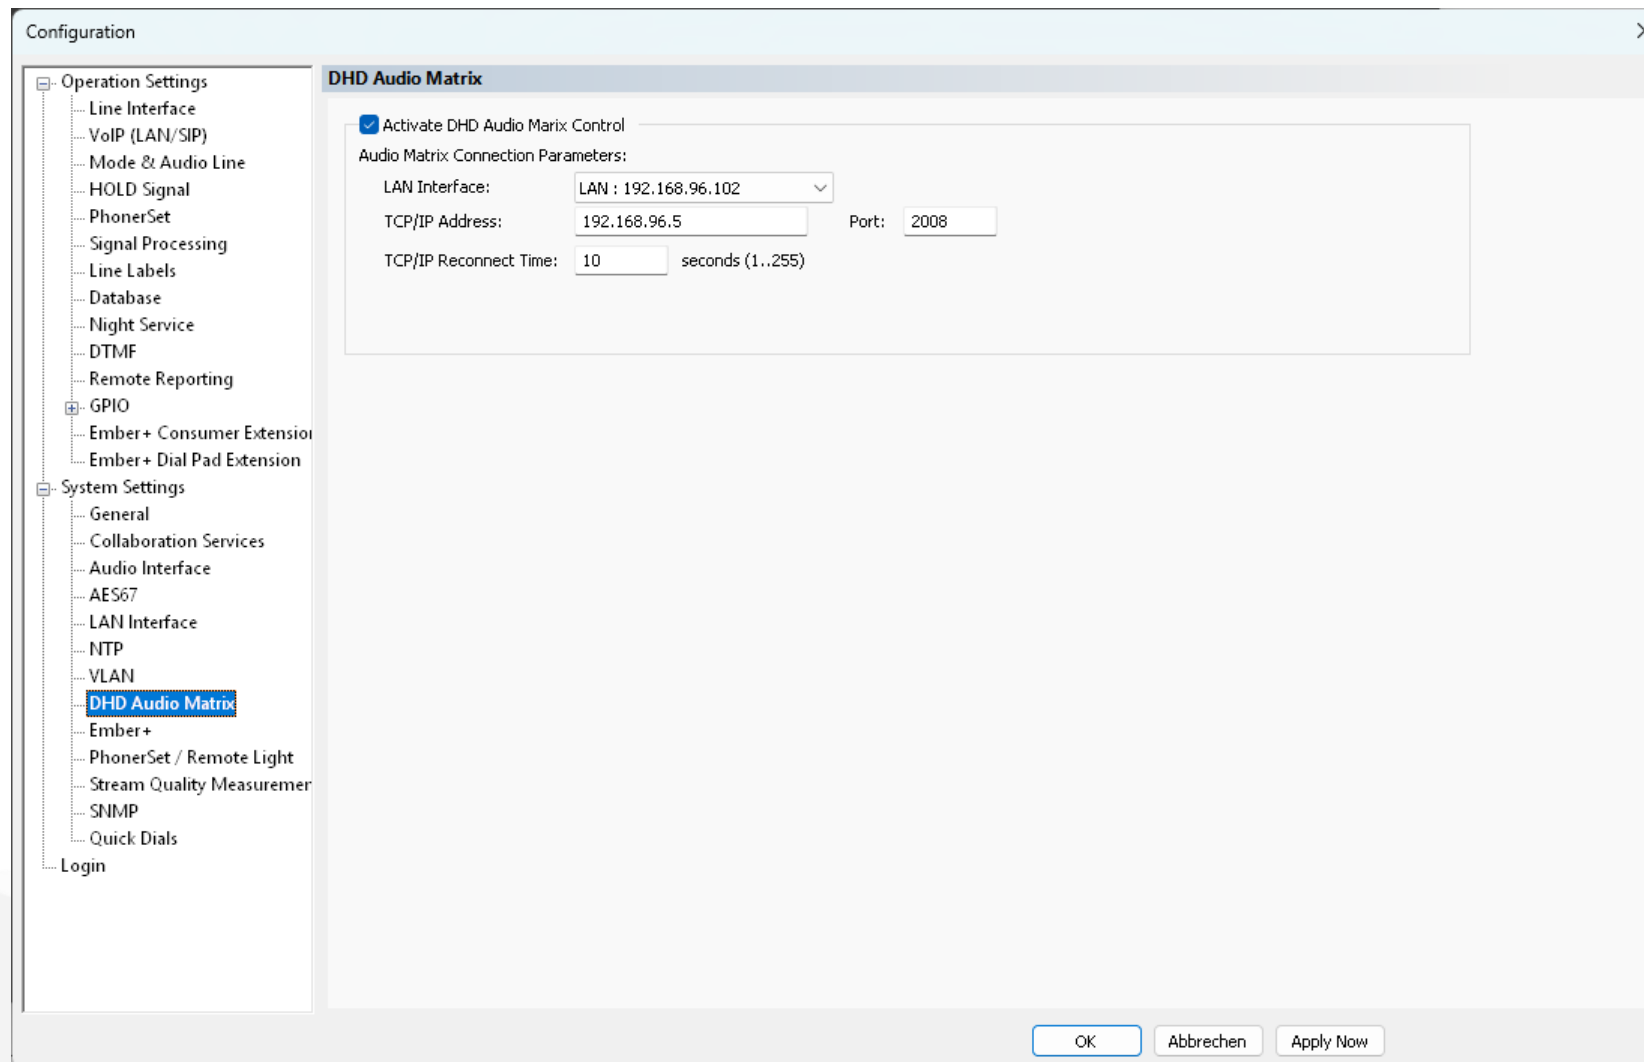 Configuration
Operation Settings
Line Interface
VoIP (LAN/SIP)
Mode & Audio Line
HOLD Signal
PhonerSet
Signal Processing
Line Labels
Database
Night Service
DTMF
Remote Reporting
GPIO
Ember+ Consumer Extension
Ember+ Dial Pad Extension
System Settings
General
Collaboration Services
Audio Interface
AES67
LAN Interface
NTP
VLAN
DHD Audio Matrix
Ember+
PhonerSet / Remote Light
Stream Quality Measuremer
SNMP
Quick Dials
Login
DHD Audio Matrix
Activate DHD Audio Marix Control
Audio Matrix Connection Parameters:
LAN Interface: LAN : 192.168.96.102
TCP/IP Address: 192.168.96.5 Port: 2008
TCP/IP Reconnect Time: 10 seconds (1..255)
OK Abbrechen Apply Now